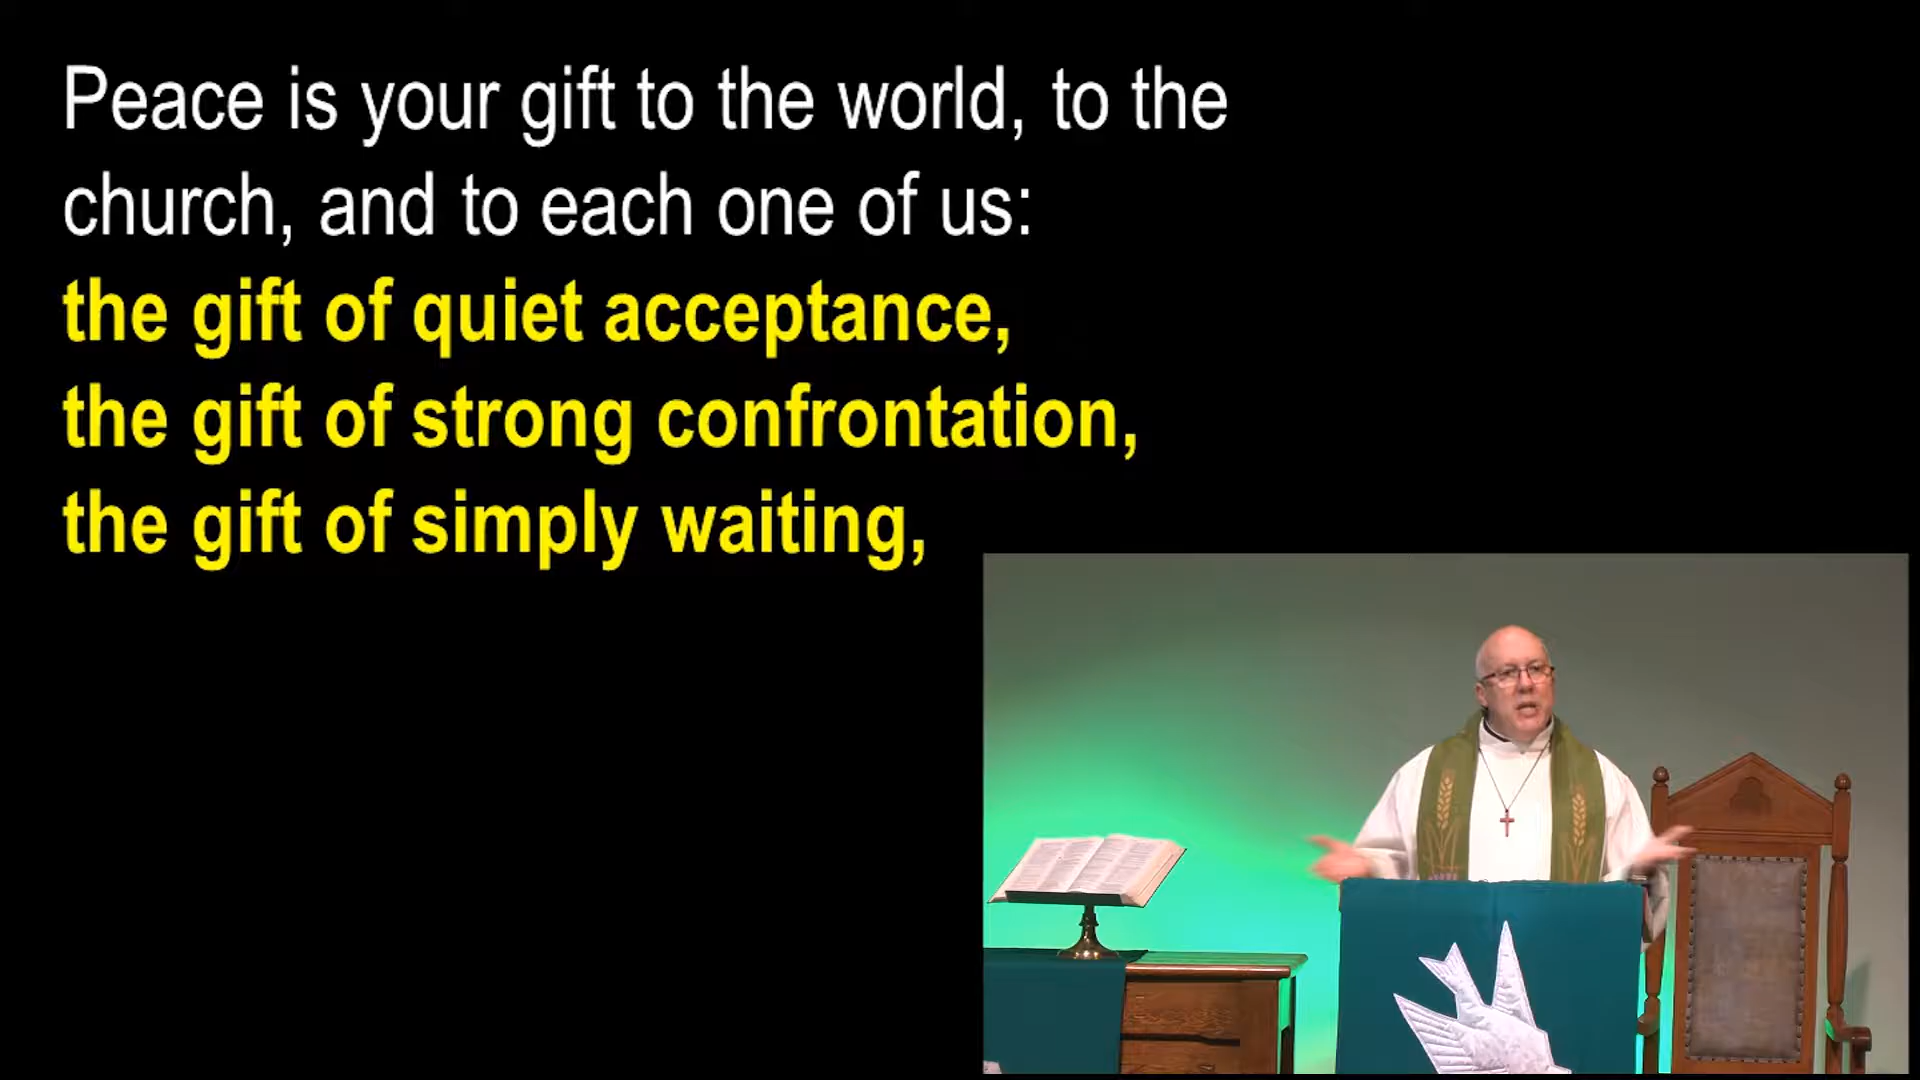 Peace is your gift to the world, to the
church, and to each one of us:
the gift of quiet acceptance,
the gift of strong confrontation,
the gift of simply waiting,